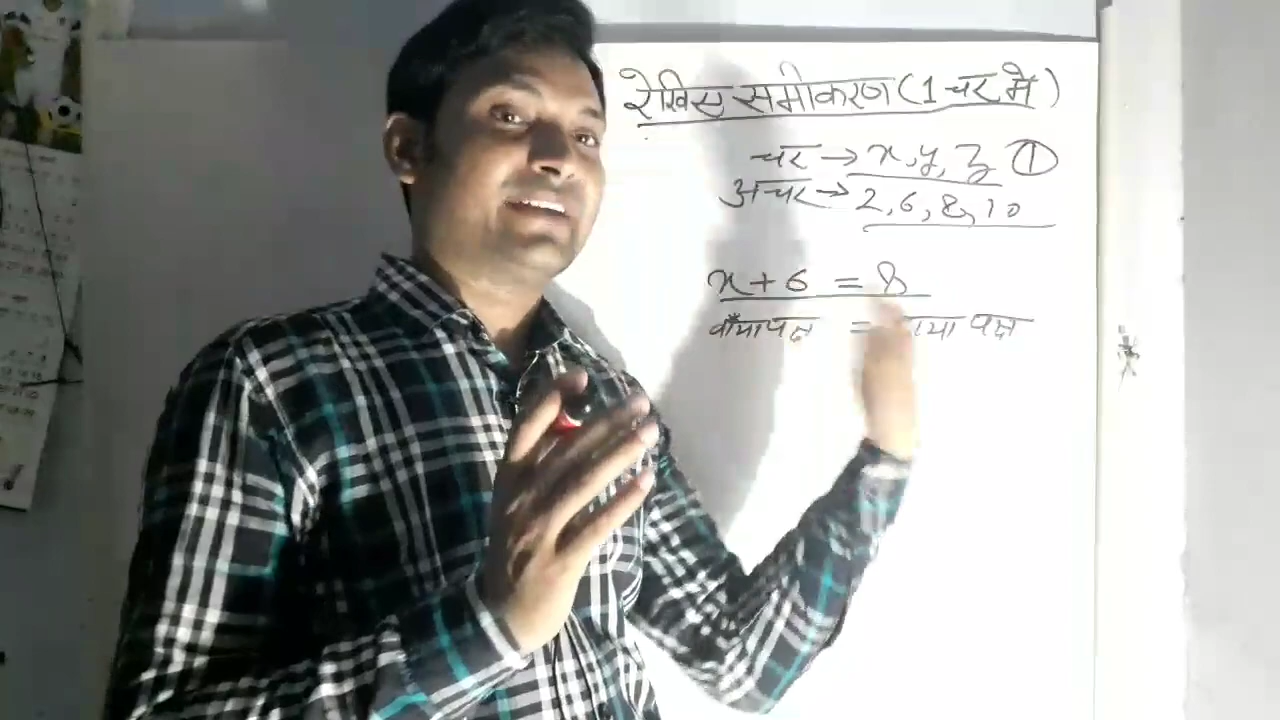 रेखिए समीकरण (1 चर में)
चर → x, y, z ①
अचर → 2, 6, 8, 10
x + 6 = 8
बाँयापक्ष = पक्ष